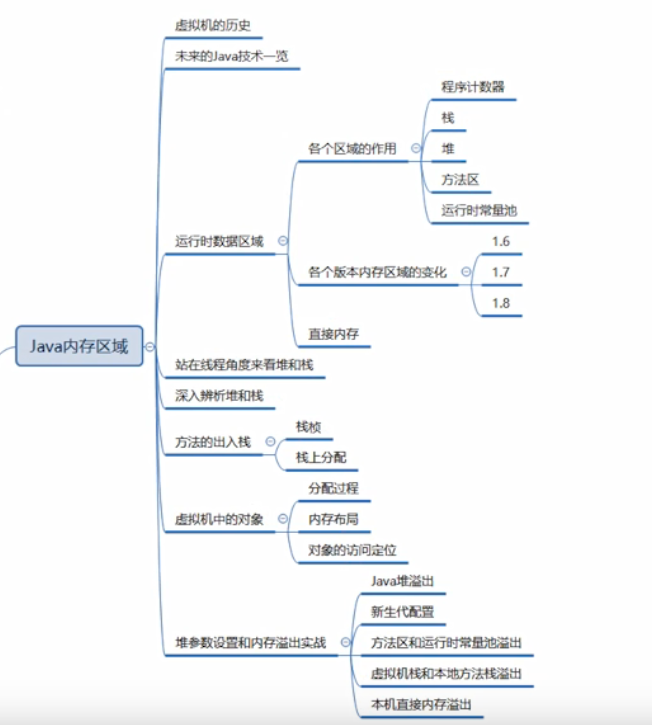 虚拟机的历史
未来的Java技术一览
程序计数器
栈
各个区域的作用
堆
方法区
运行时常量池
运行时数据区域
1.6
各个版本内存区域的变化
1.7
1.8
直接内存
Java内存区域
站在线程角度来看堆和栈
深入辨析堆和栈
栈桢
方法的出入栈
栈上分配
分配过程
虚拟机中的对象
内存布局
对象的访问定位
Java堆溢出
新生代配置
堆参数设置和内存溢出实战
方法区和运行时常量池溢出
虚拟机栈和本地方法栈溢出
本机直接内存溢出